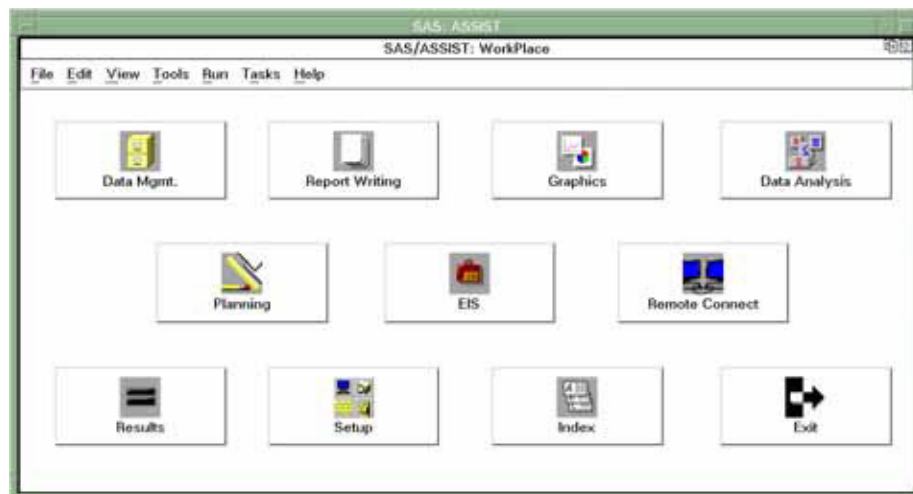 SAS: ASSIST
SAS/ASSIST: WorkPlace
File Edit View Tools Run Tasks Help
Data Mgmt. Report Writing Graphics Data Analysis
Planning EIS Remote Connect
Results Setup Index Exit